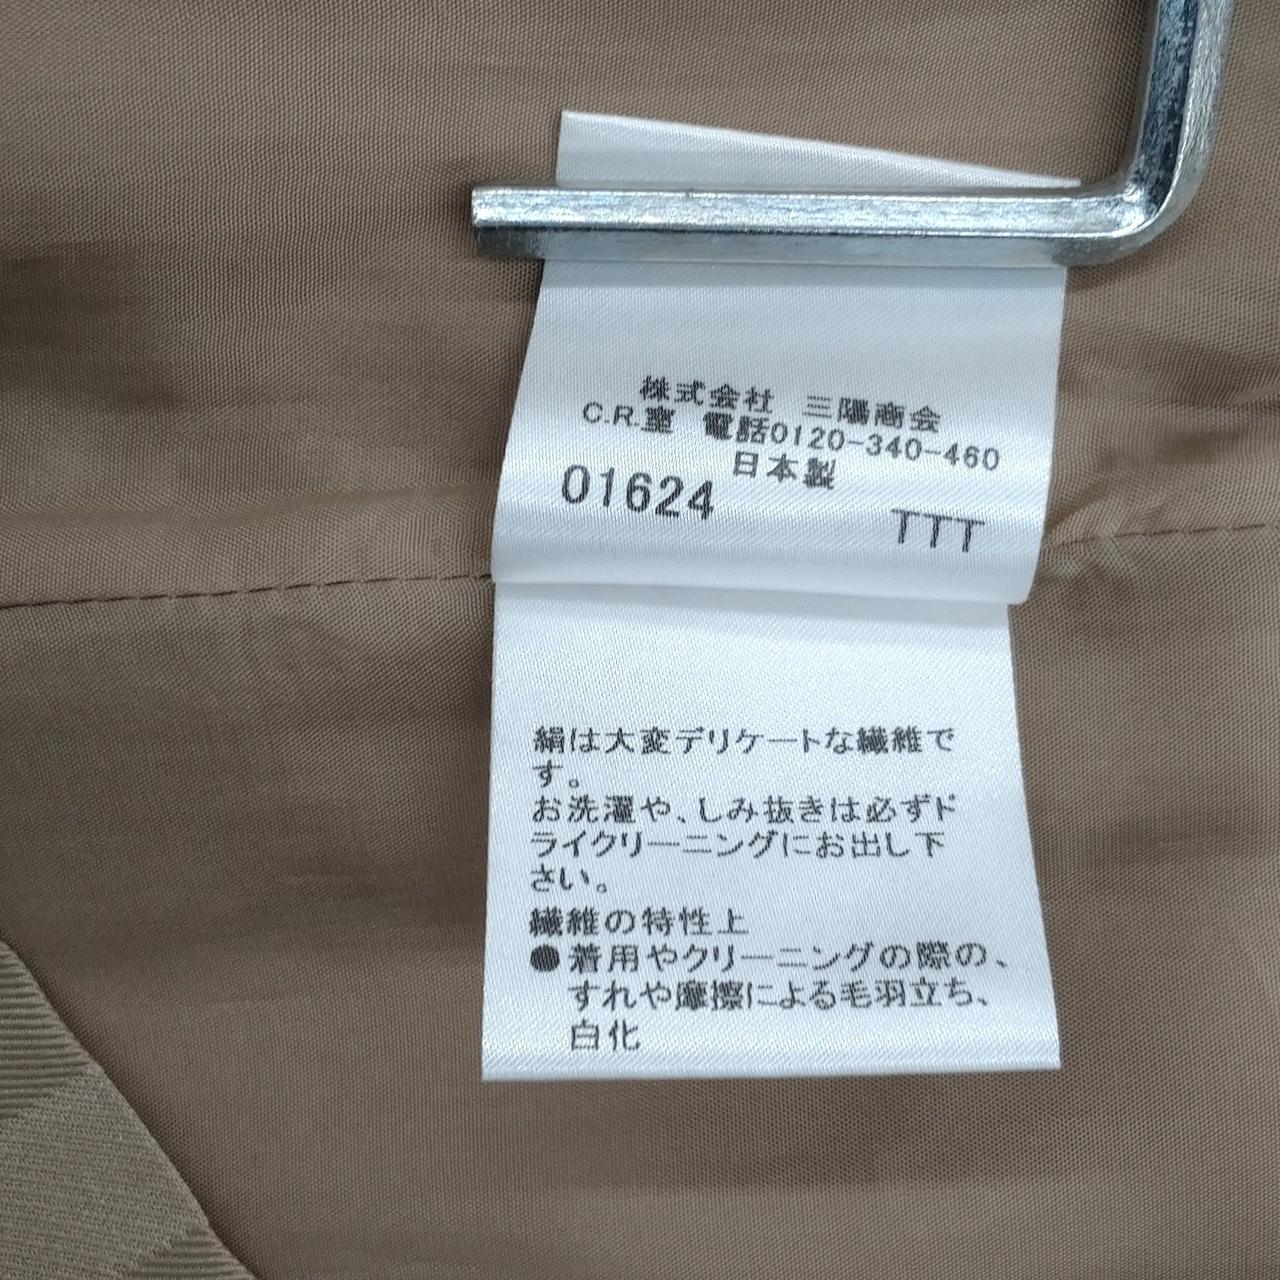 株式会社 三陽商会
C.R.室 電話0120-340-460
日本製
01624 TTT
絹は大変デリケートな繊維で
す。
お洗濯や、しみ抜きは必ずド
ライクリーニングにお出し下
さい。
繊維の特性上
●着用やクリーニングの際の、
すれや摩擦による毛羽立ち、
白化